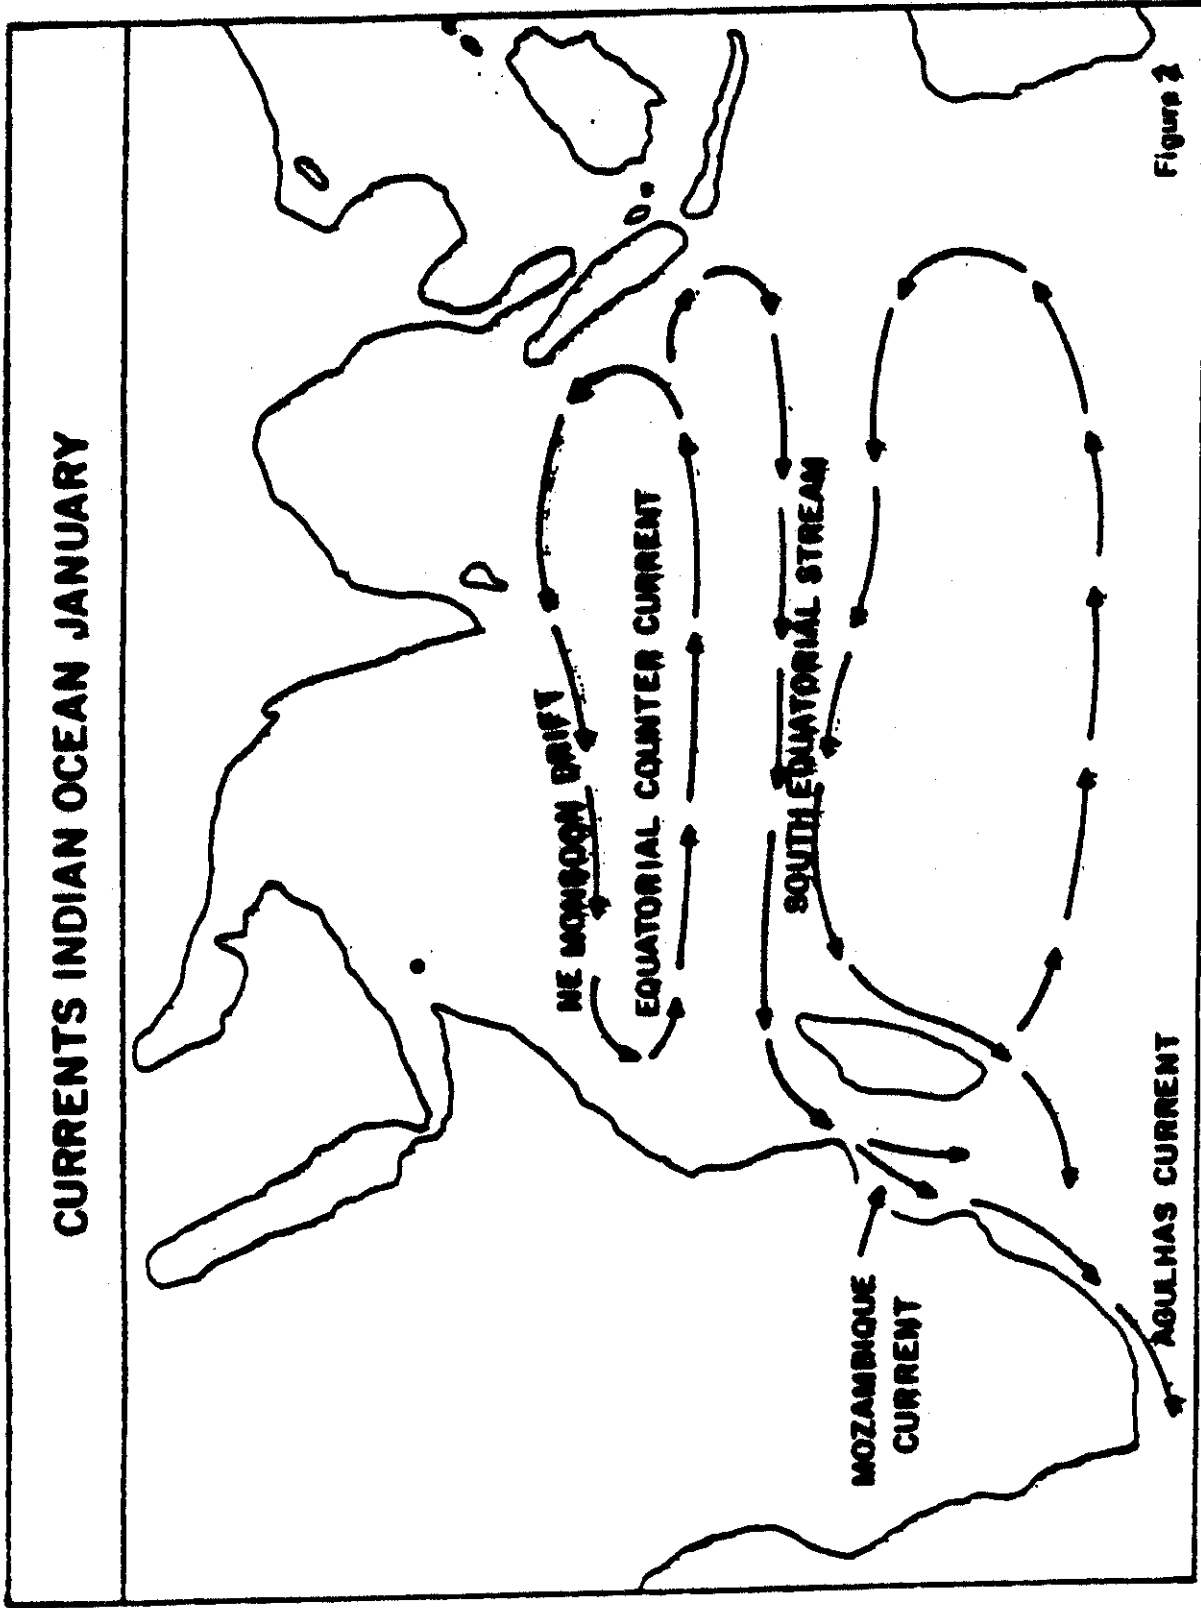 CURRENTS INDIAN OCEAN JANUARY
NE MONSOON DRIFT
EQUATORIAL COUNTER CURRENT
SOUTH EQUATORIAL STREAM
MOZAMBIQUE
CURRENT
AGULHAS CURRENT
Figure 2